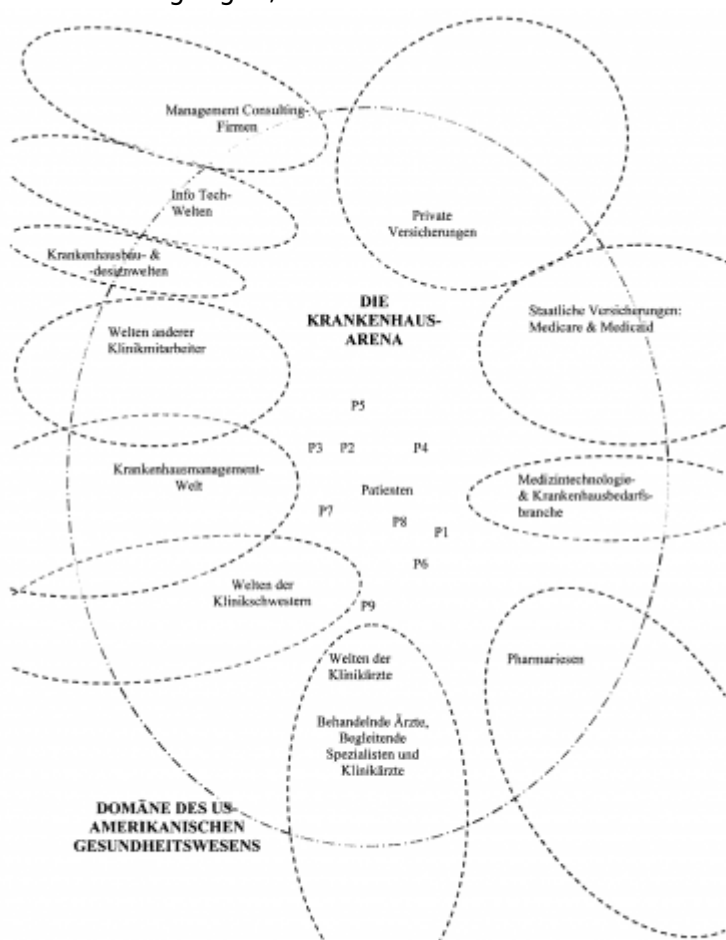 Management Consulting-
Firmen
Info Tech-
Welten
Private
Versicherungen
Krankenhausbau- &
-designwelten
DIE
KRANKENHAUS-
ARENA
Staatliche Versicherungen:
Medicare & Medicaid
Welten anderer
Klinikmitarbeiter
P5
P3 P2 P4
Krankenhausmanagement-
Welt
Patienten
Medizintechnologie-
& Krankenhausbedarfs-
branche
P7
P8
P1
P6
Welten der
Klinikschwestern
P9
Welten der
Klinikärzte
Pharmariesen
Behandelnde Ärzte,
Begleitende
Spezialisten und
Klinikärzte
DOMÄNE DES US-
AMERIKANISCHEN
GESUNDHEITSWESENS